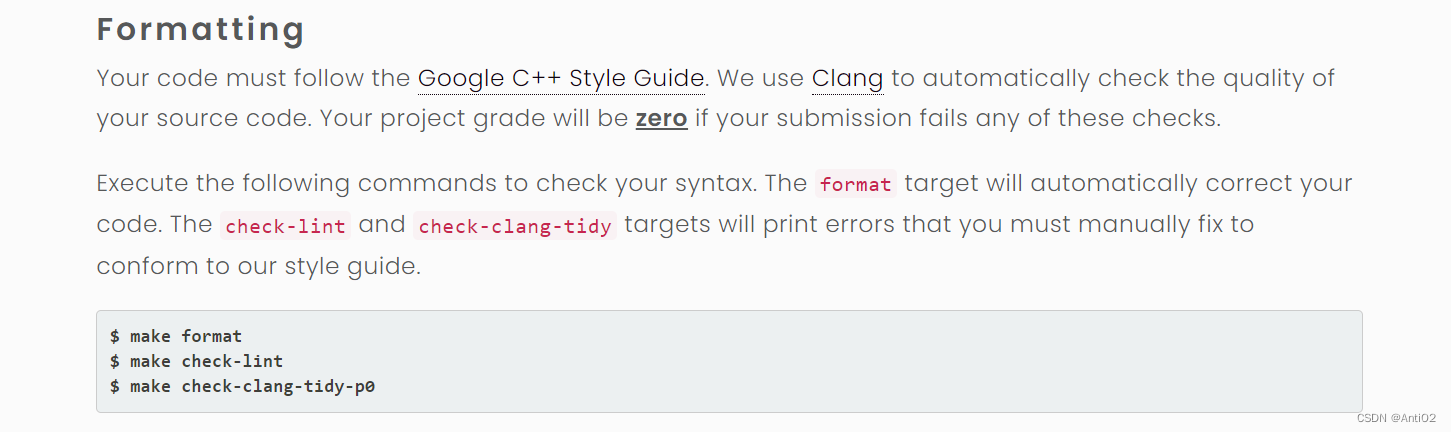 Formatting
Your code must follow the Google C++ Style Guide. We use Clang to automatically check the quality of
your source code. Your project grade will be zero if your submission fails any of these checks.
Execute the following commands to check your syntax. The format target will automatically correct your
code. The check-lint and check-clang-tidy targets will print errors that you must manually fix to
conform to our style guide.
$ make format
$ make check-lint
$ make check-clang-tidy-p0
CSDN @AntiO2